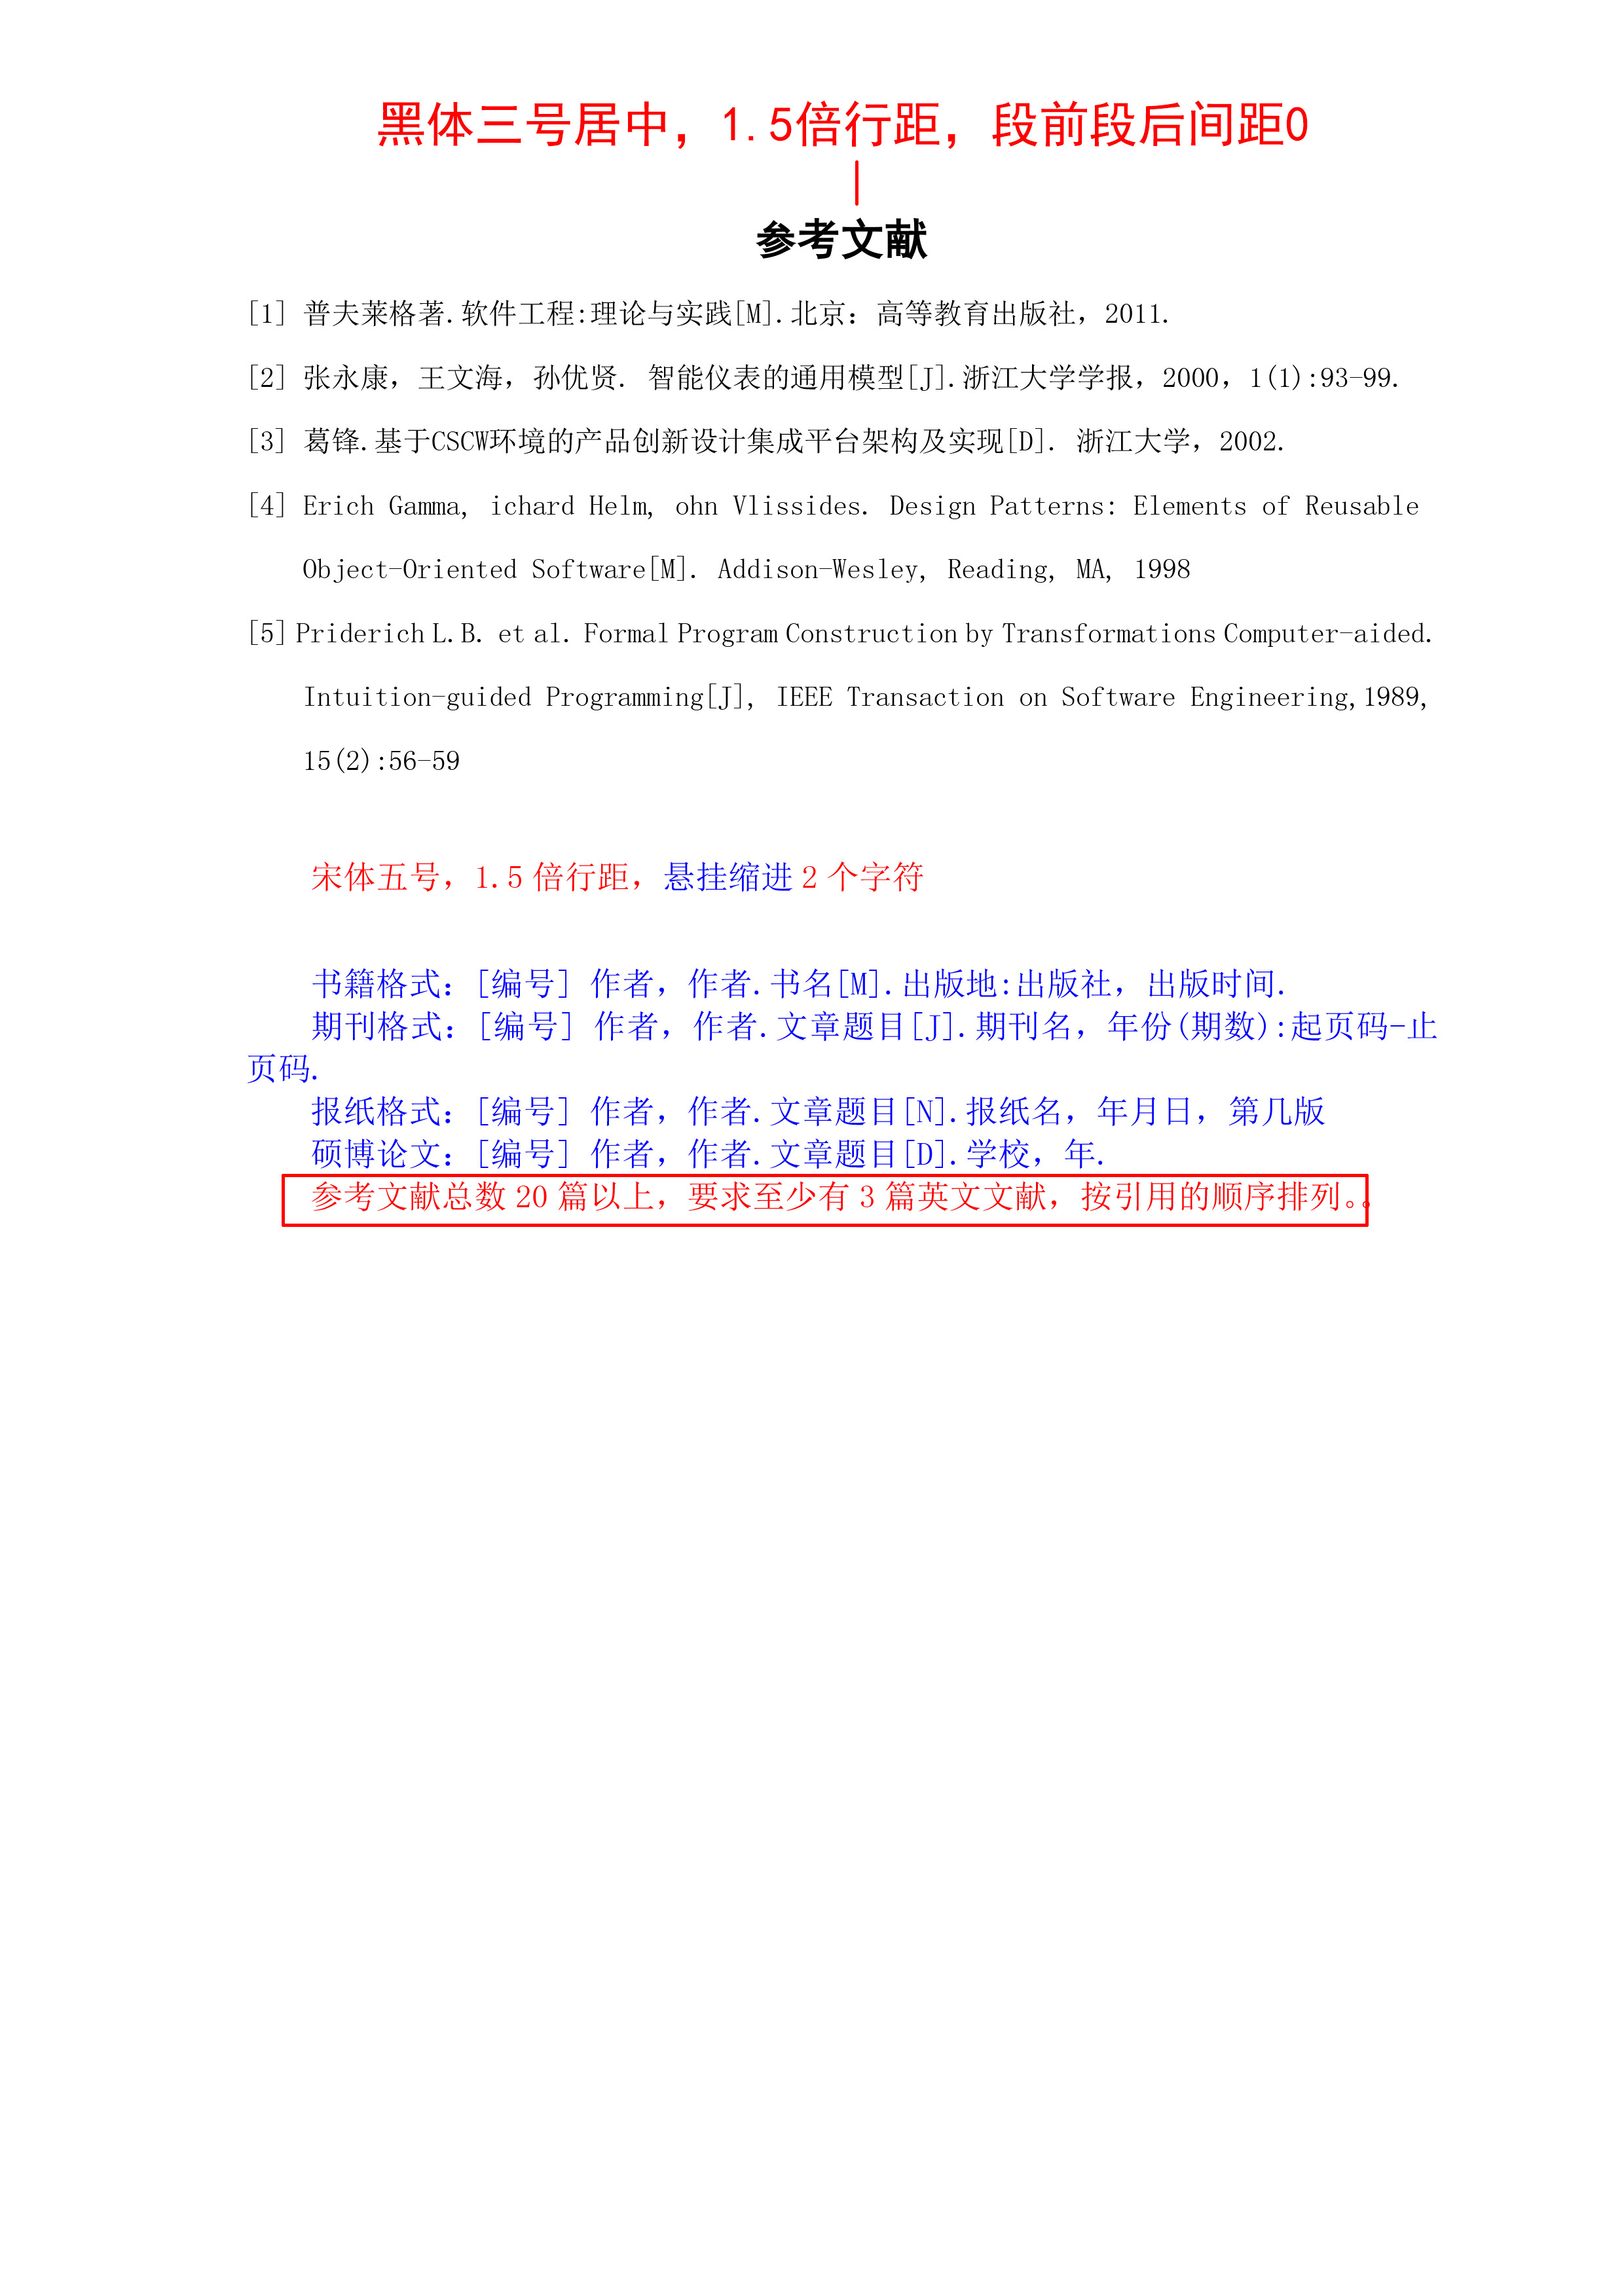 黑体三号居中，1.5倍行距，段前段后间距0
参考文献
[1] 普夫莱格著.软件工程:理论与实践[M].北京：高等教育出版社，2011.
[2] 张永康，王文海，孙优贤. 智能仪表的通用模型[J].浙江大学学报，2000，1(1):93-99.
[3] 葛锋.基于CSCW环境的产品创新设计集成平台架构及实现[D]. 浙江大学，2002.
[4] Erich Gamma, ichard Helm, ohn Vlissides. Design Patterns: Elements of Reusable
Object-Oriented Software[M]. Addison-Wesley, Reading, MA, 1998
[5] Priderich L.B. et al. Formal Program Construction by Transformations Computer-aided.
Intuition-guided Programming[J], IEEE Transaction on Software Engineering,1989,
15(2):56-59
宋体五号，1.5 倍行距，悬挂缩进 2 个字符
书籍格式：[编号] 作者，作者.书名[M].出版地:出版社，出版时间.
期刊格式：[编号] 作者，作者.文章题目[J].期刊名，年份(期数):起页码-止
页码.
报纸格式：[编号] 作者，作者.文章题目[N].报纸名，年月日，第几版
硕博论文：[编号] 作者，作者.文章题目[D].学校，年.
参考文献总数 20 篇以上，要求至少有 3 篇英文文献，按引用的顺序排列。。